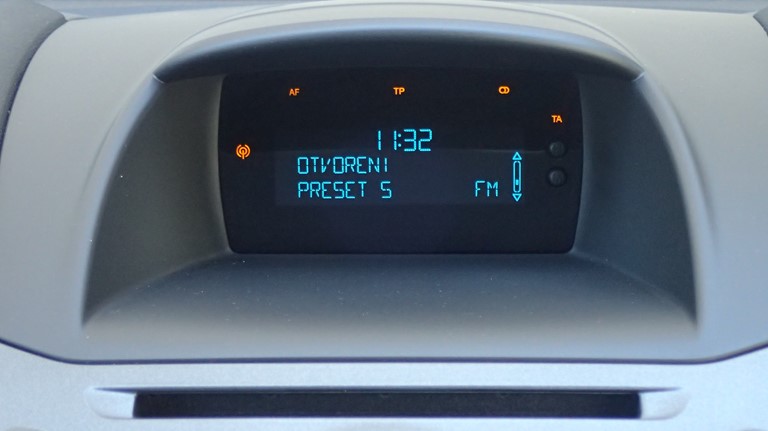 AF TP CD
TA
11:32
OTVORENI
PRESET 5 FM